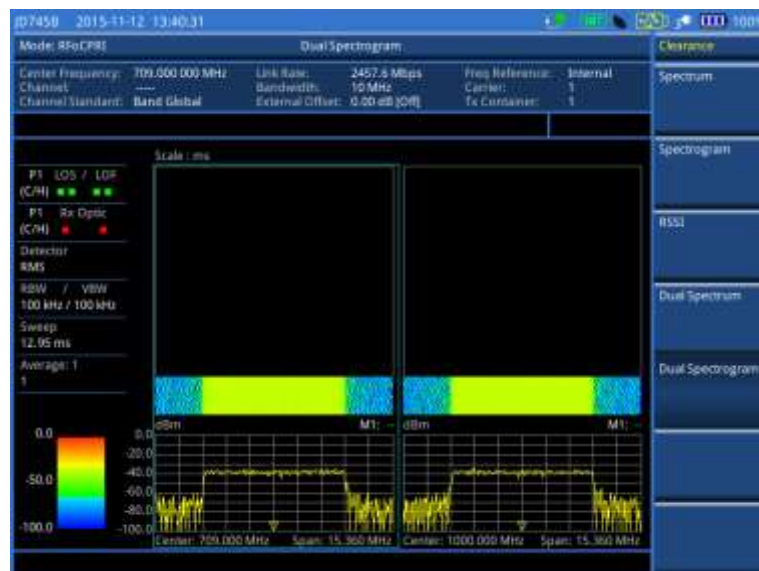 JD745B 2015-11-12 13:40:31
100%
Mode: RFoCPRI Dual Spectrogram
Clearance
Center Frequency: 709.000 000 MHz Link Rate: 2457.6 Mbps Freq Reference: Internal
Channel: ---- Bandwidth: 10 MHz Carrier: 1
Channel Standard: Band Global External Offset: 0.00 dB [Off] Tx Container: 1
Spectrum
Spectrogram
RSSI
Dual Spectrum
Dual Spectrogram
Scale : ms
P1 LOS / LOF
(C/H)
P1 Rx Optic
(C/H)
Detector
RMS
RBW / VBW
100 kHz / 100 kHz
Sweep
12.95 ms
Average: 1
1
0.0
-50.0
-100.0
dBm M1: --
0.0
-20.0
-40.0
-60.0
-80.0
-100.0
Center: 709.000 MHz Span: 15.360 MHz
dBm M1: --
Center: 1000.000 MHz Span: 15.360 MHz